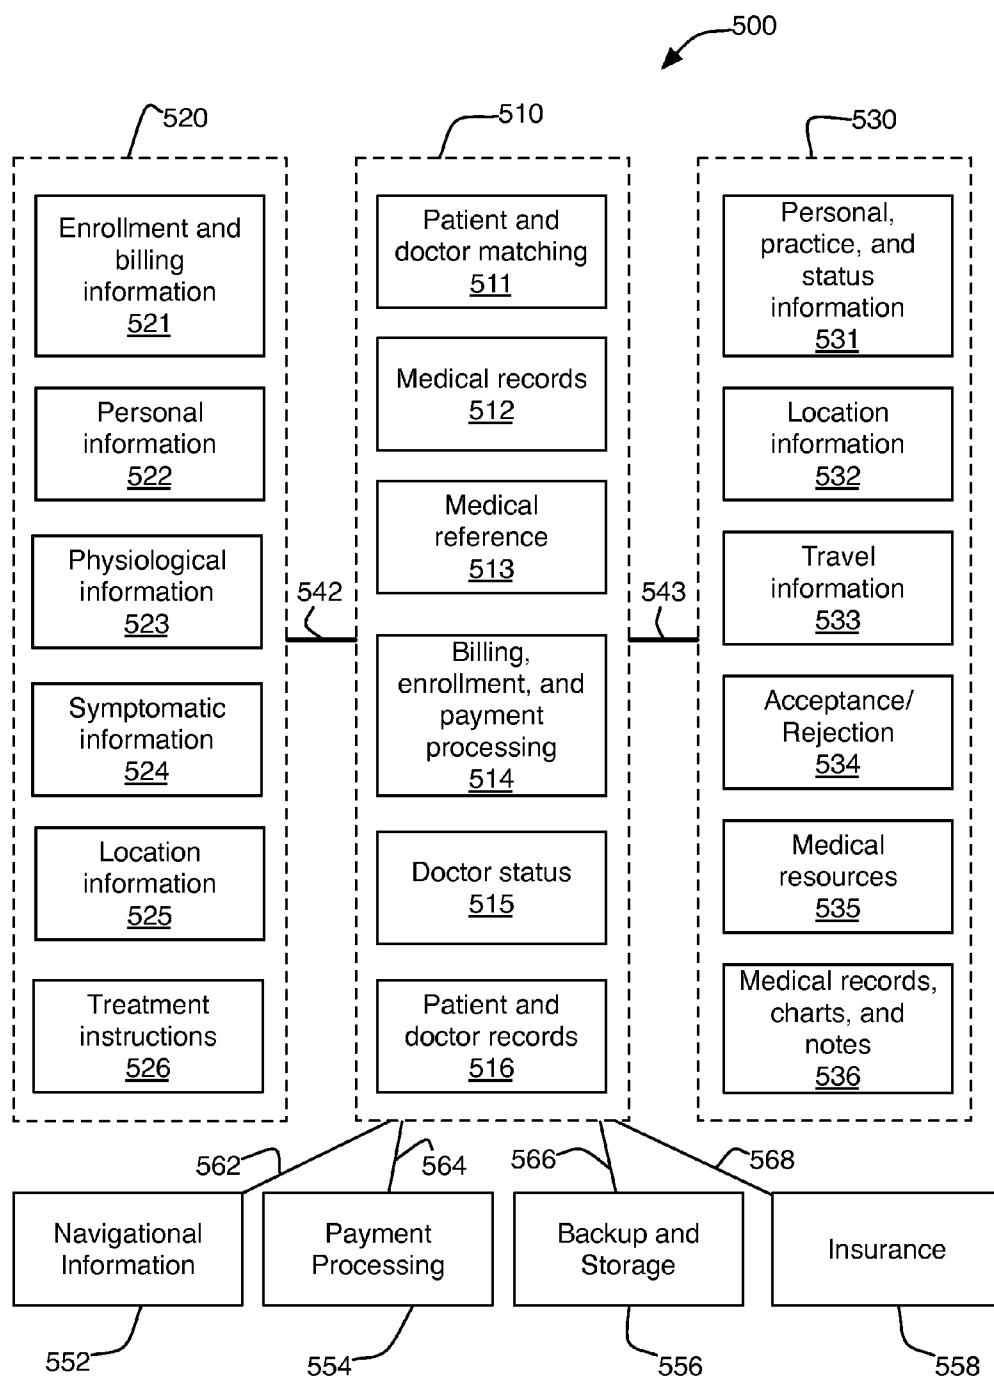 500
520
510
530
Enrollment and
billing
information
521
Personal
information
522
Physiological
information
523
Symptomatic
information
524
Location
information
525
Treatment
instructions
526
542
Patient and
doctor matching
511
Medical records
512
Medical
reference
513
Billing,
enrollment, and
payment
processing
514
Doctor status
515
Patient and
doctor records
516
543
Personal,
practice, and
status
information
531
Location
information
532
Travel
information
533
Acceptance/
Rejection
534
Medical
resources
535
Medical records,
charts, and
notes
536
562
564
566
568
Navigational
Information
Payment
Processing
Backup and
Storage
Insurance
552
554
556
558